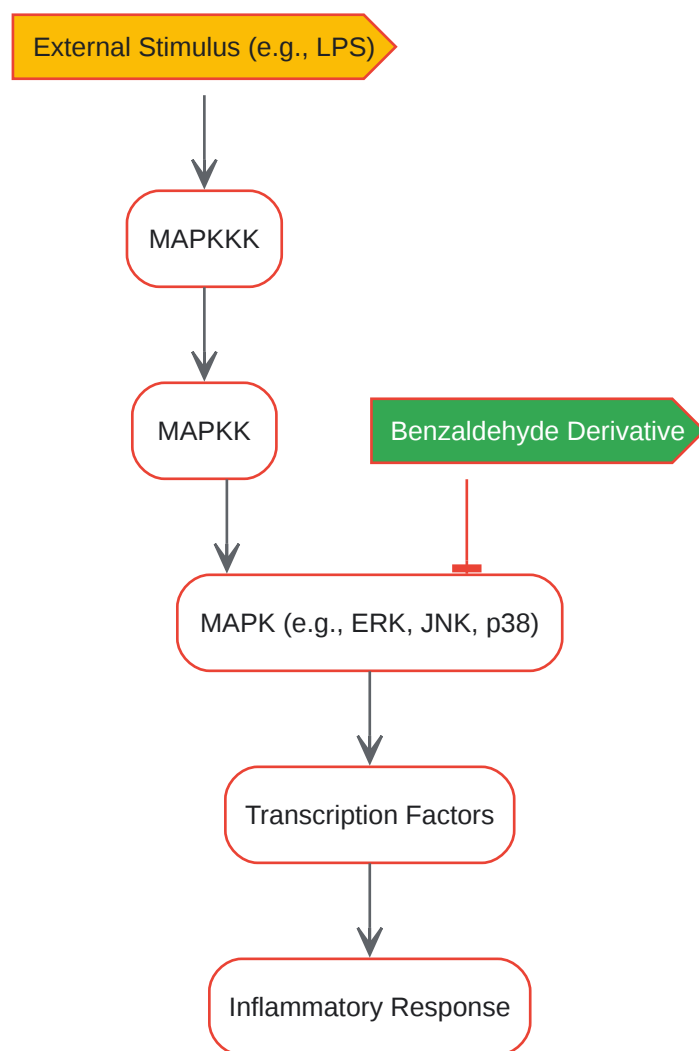 External Stimulus (e.g., LPS)
MAPKKK
MAPKK
Benzaldehyde Derivative
MAPK (e.g., ERK, JNK, p38)
Transcription Factors
Inflammatory Response